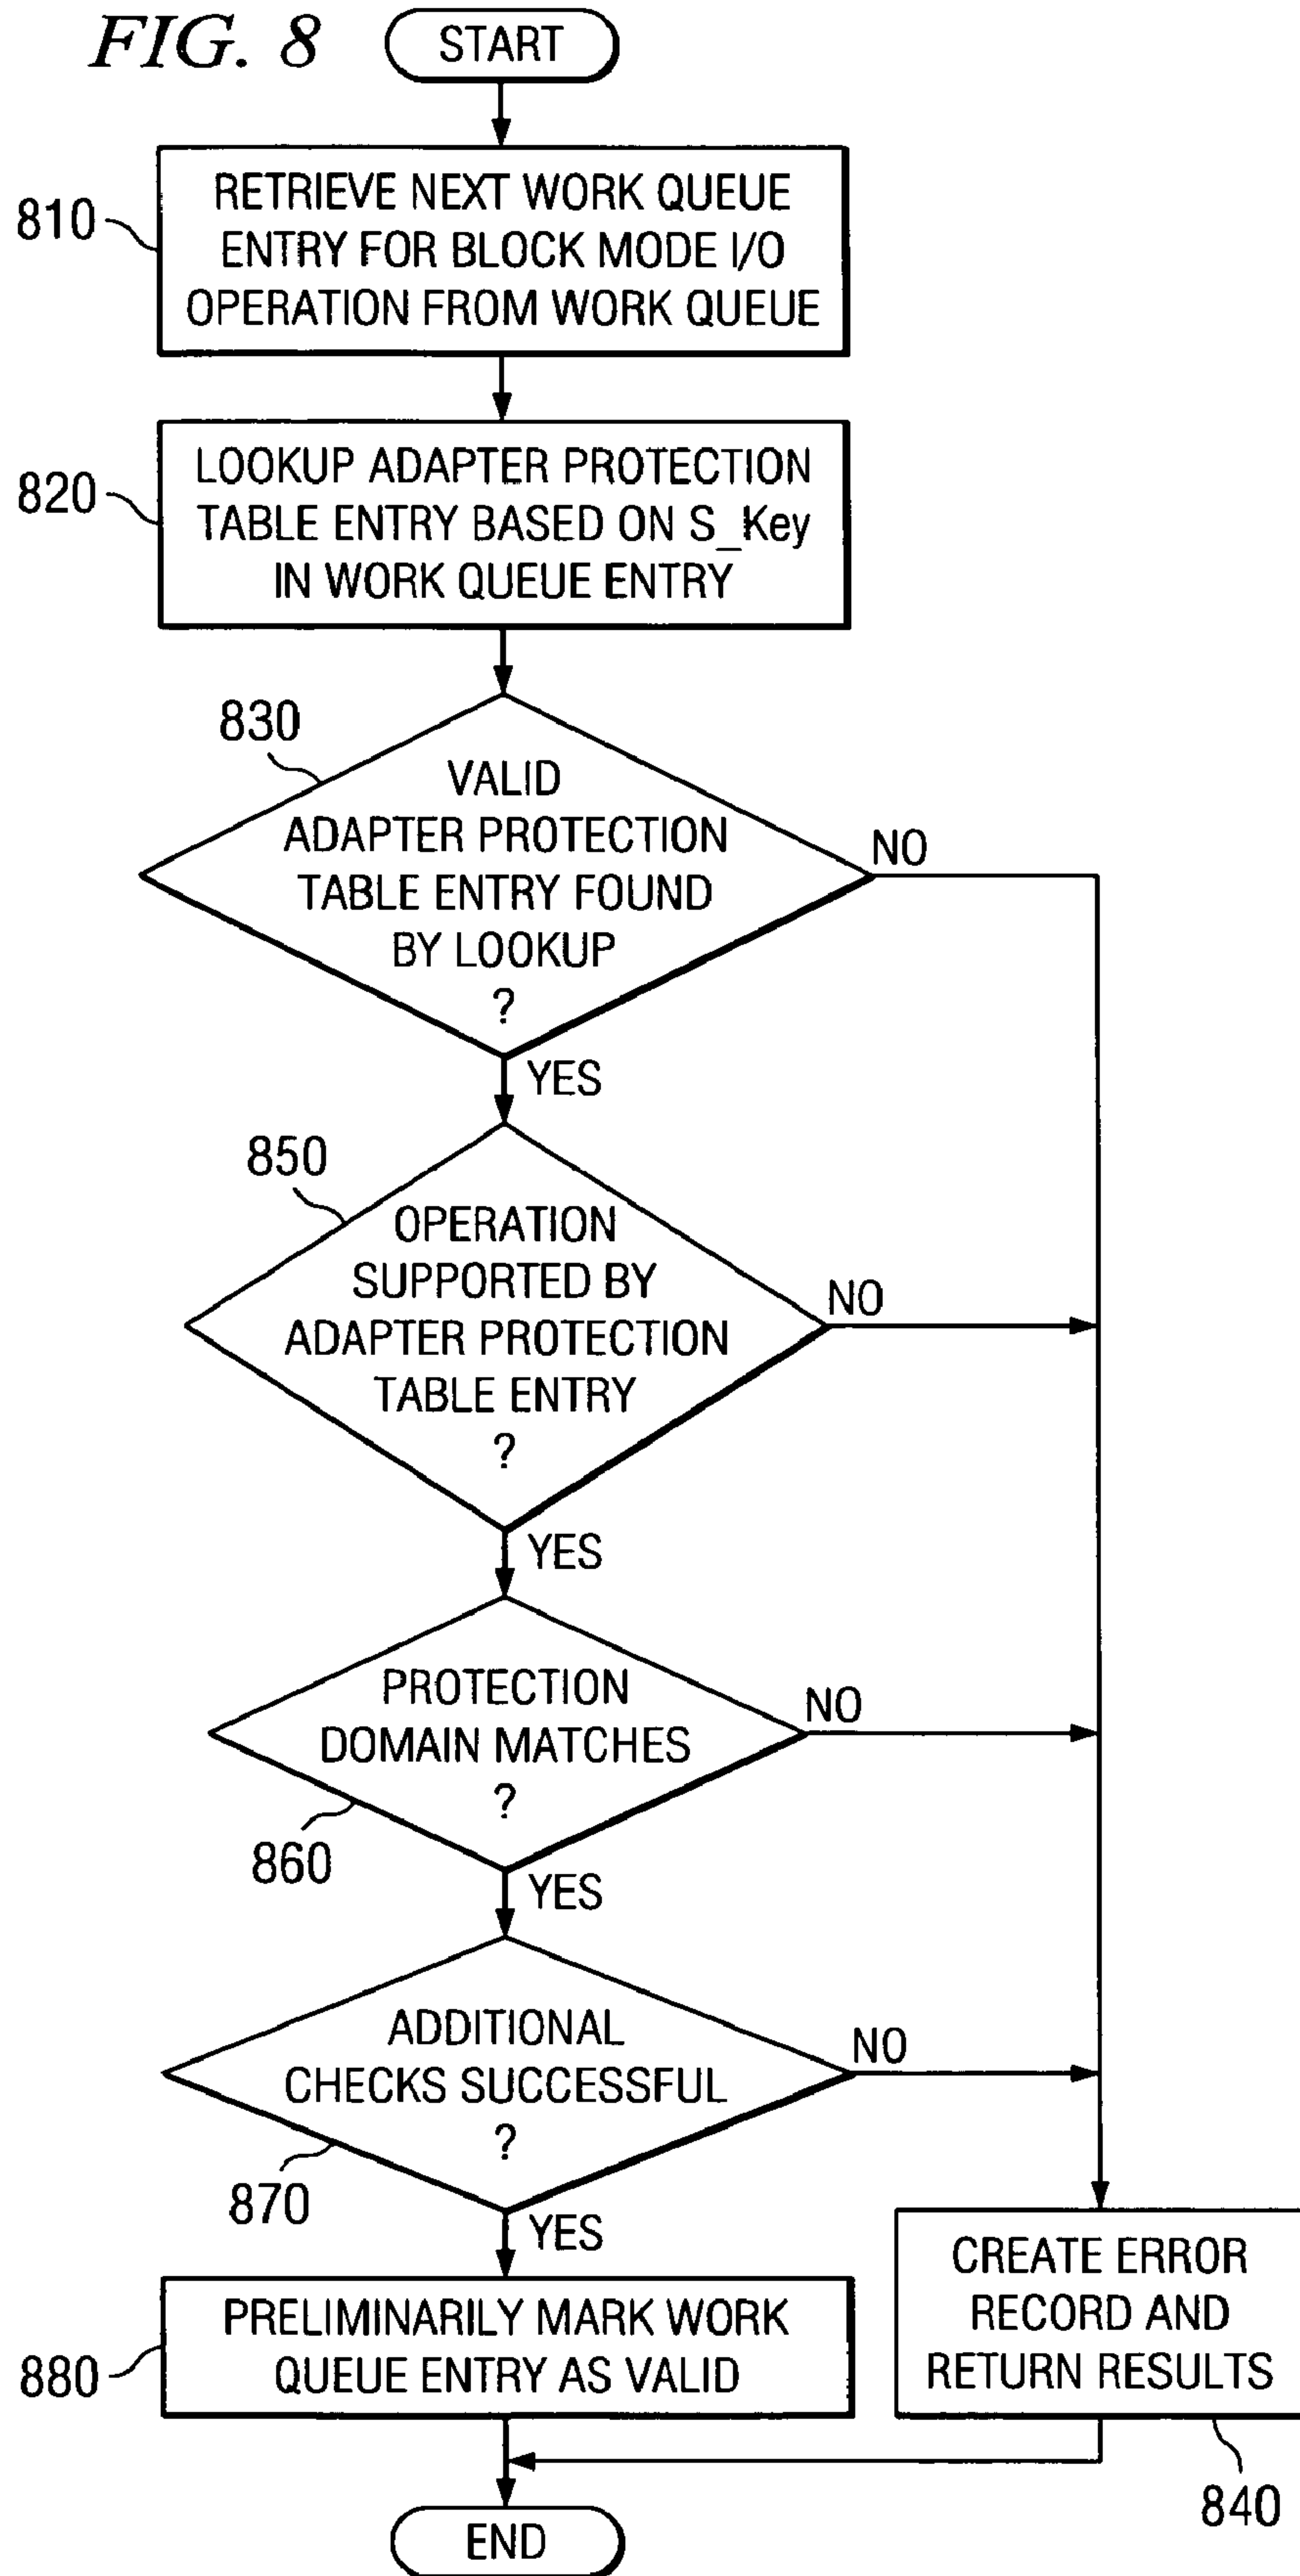 FIG. 8
START
810
RETRIEVE NEXT WORK QUEUE
ENTRY FOR BLOCK MODE I/O
OPERATION FROM WORK QUEUE
820
LOOKUP ADAPTER PROTECTION
TABLE ENTRY BASED ON S_Key
IN WORK QUEUE ENTRY
830
VALID
ADAPTER PROTECTION
TABLE ENTRY FOUND
BY LOOKUP
?
NO
YES
850
OPERATION
SUPPORTED BY
ADAPTER PROTECTION
TABLE ENTRY
?
NO
YES
PROTECTION
DOMAIN MATCHES
?
NO
860
YES
ADDITIONAL
CHECKS SUCCESSFUL
?
NO
870
YES
880
PRELIMINARILY MARK WORK
QUEUE ENTRY AS VALID
CREATE ERROR
RECORD AND
RETURN RESULTS
840
END